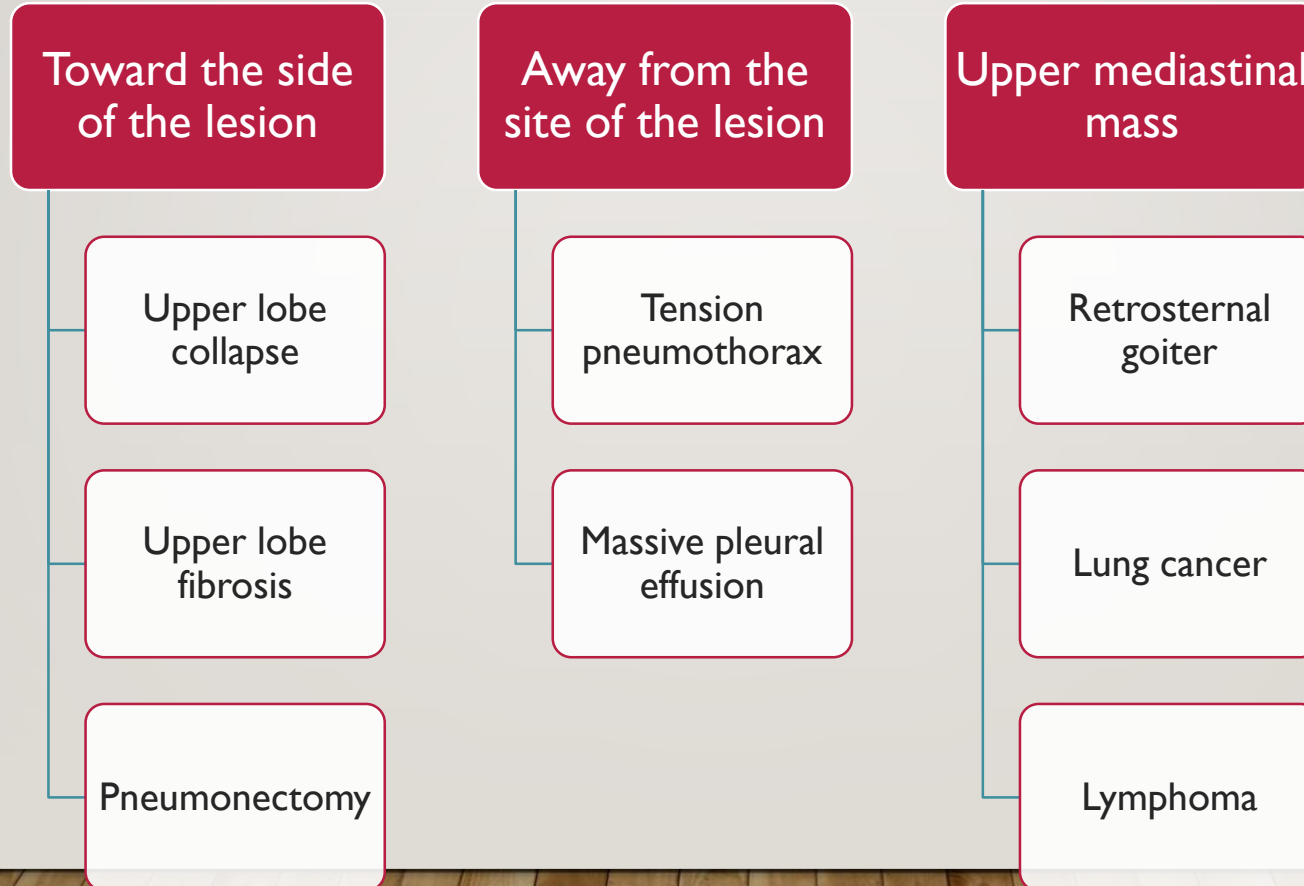 Toward the side
of the lesion
Upper lobe
collapse
Upper lobe
fibrosis
Pneumonectomy
Away from the
site of the lesion
Tension
pneumothorax
Massive pleural
effusion
Upper mediastinal
mass
Retrosternal
goiter
Lung cancer
Lymphoma